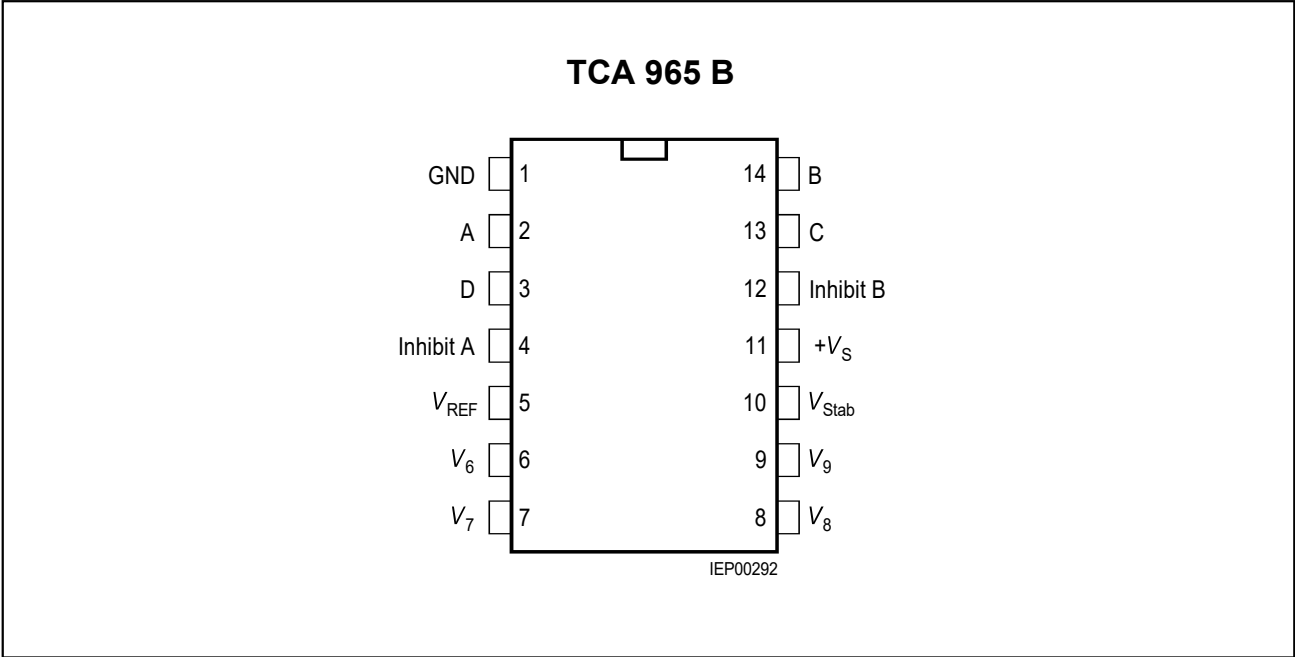 TCA 965 B
GND 1 14 B
A 2 13 C
D 3 12 Inhibit B
Inhibit A 4 11 +VS
VREF 5 10 VStab
V6 6 9 V9
V7 7 8 V8
IEP00292